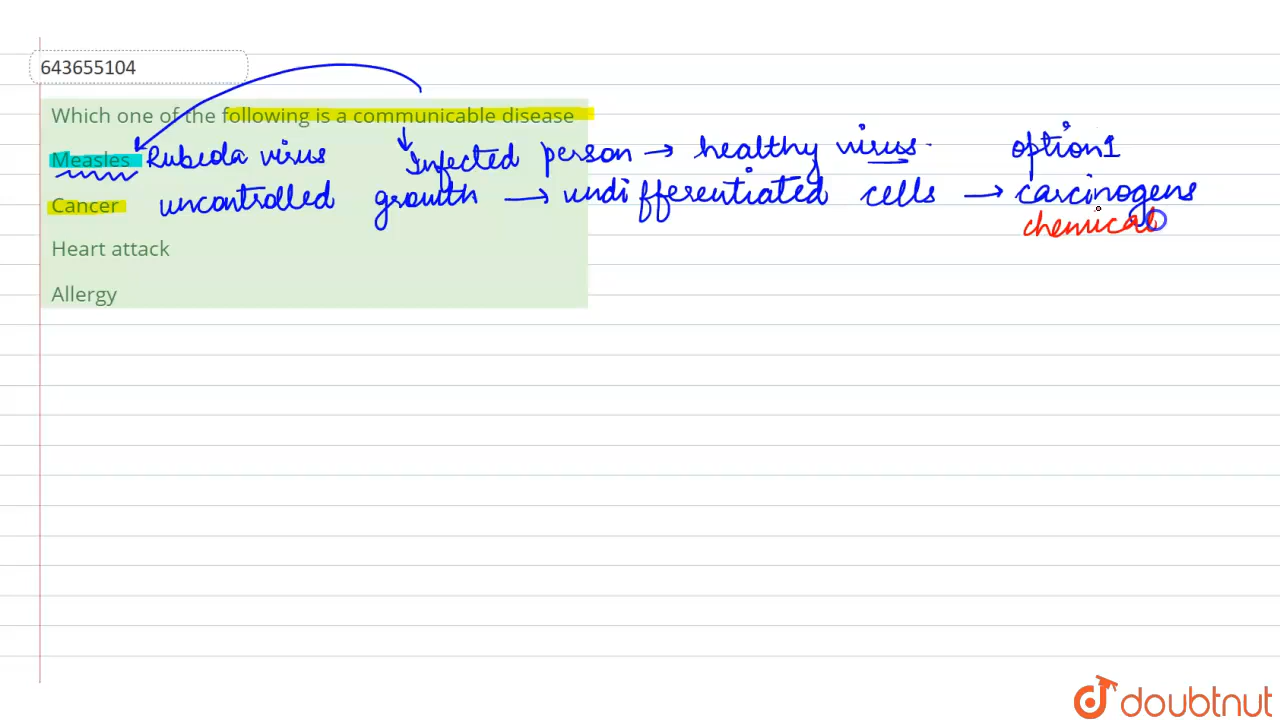 643655104
Which one of the following is a communicable disease
Measles Rubeola virus Infected person → healthy virus. option1
Cancer uncontrolled growth → undifferentiated cells → carcinogens
chemical
Heart attack
Allergy
doubtnut